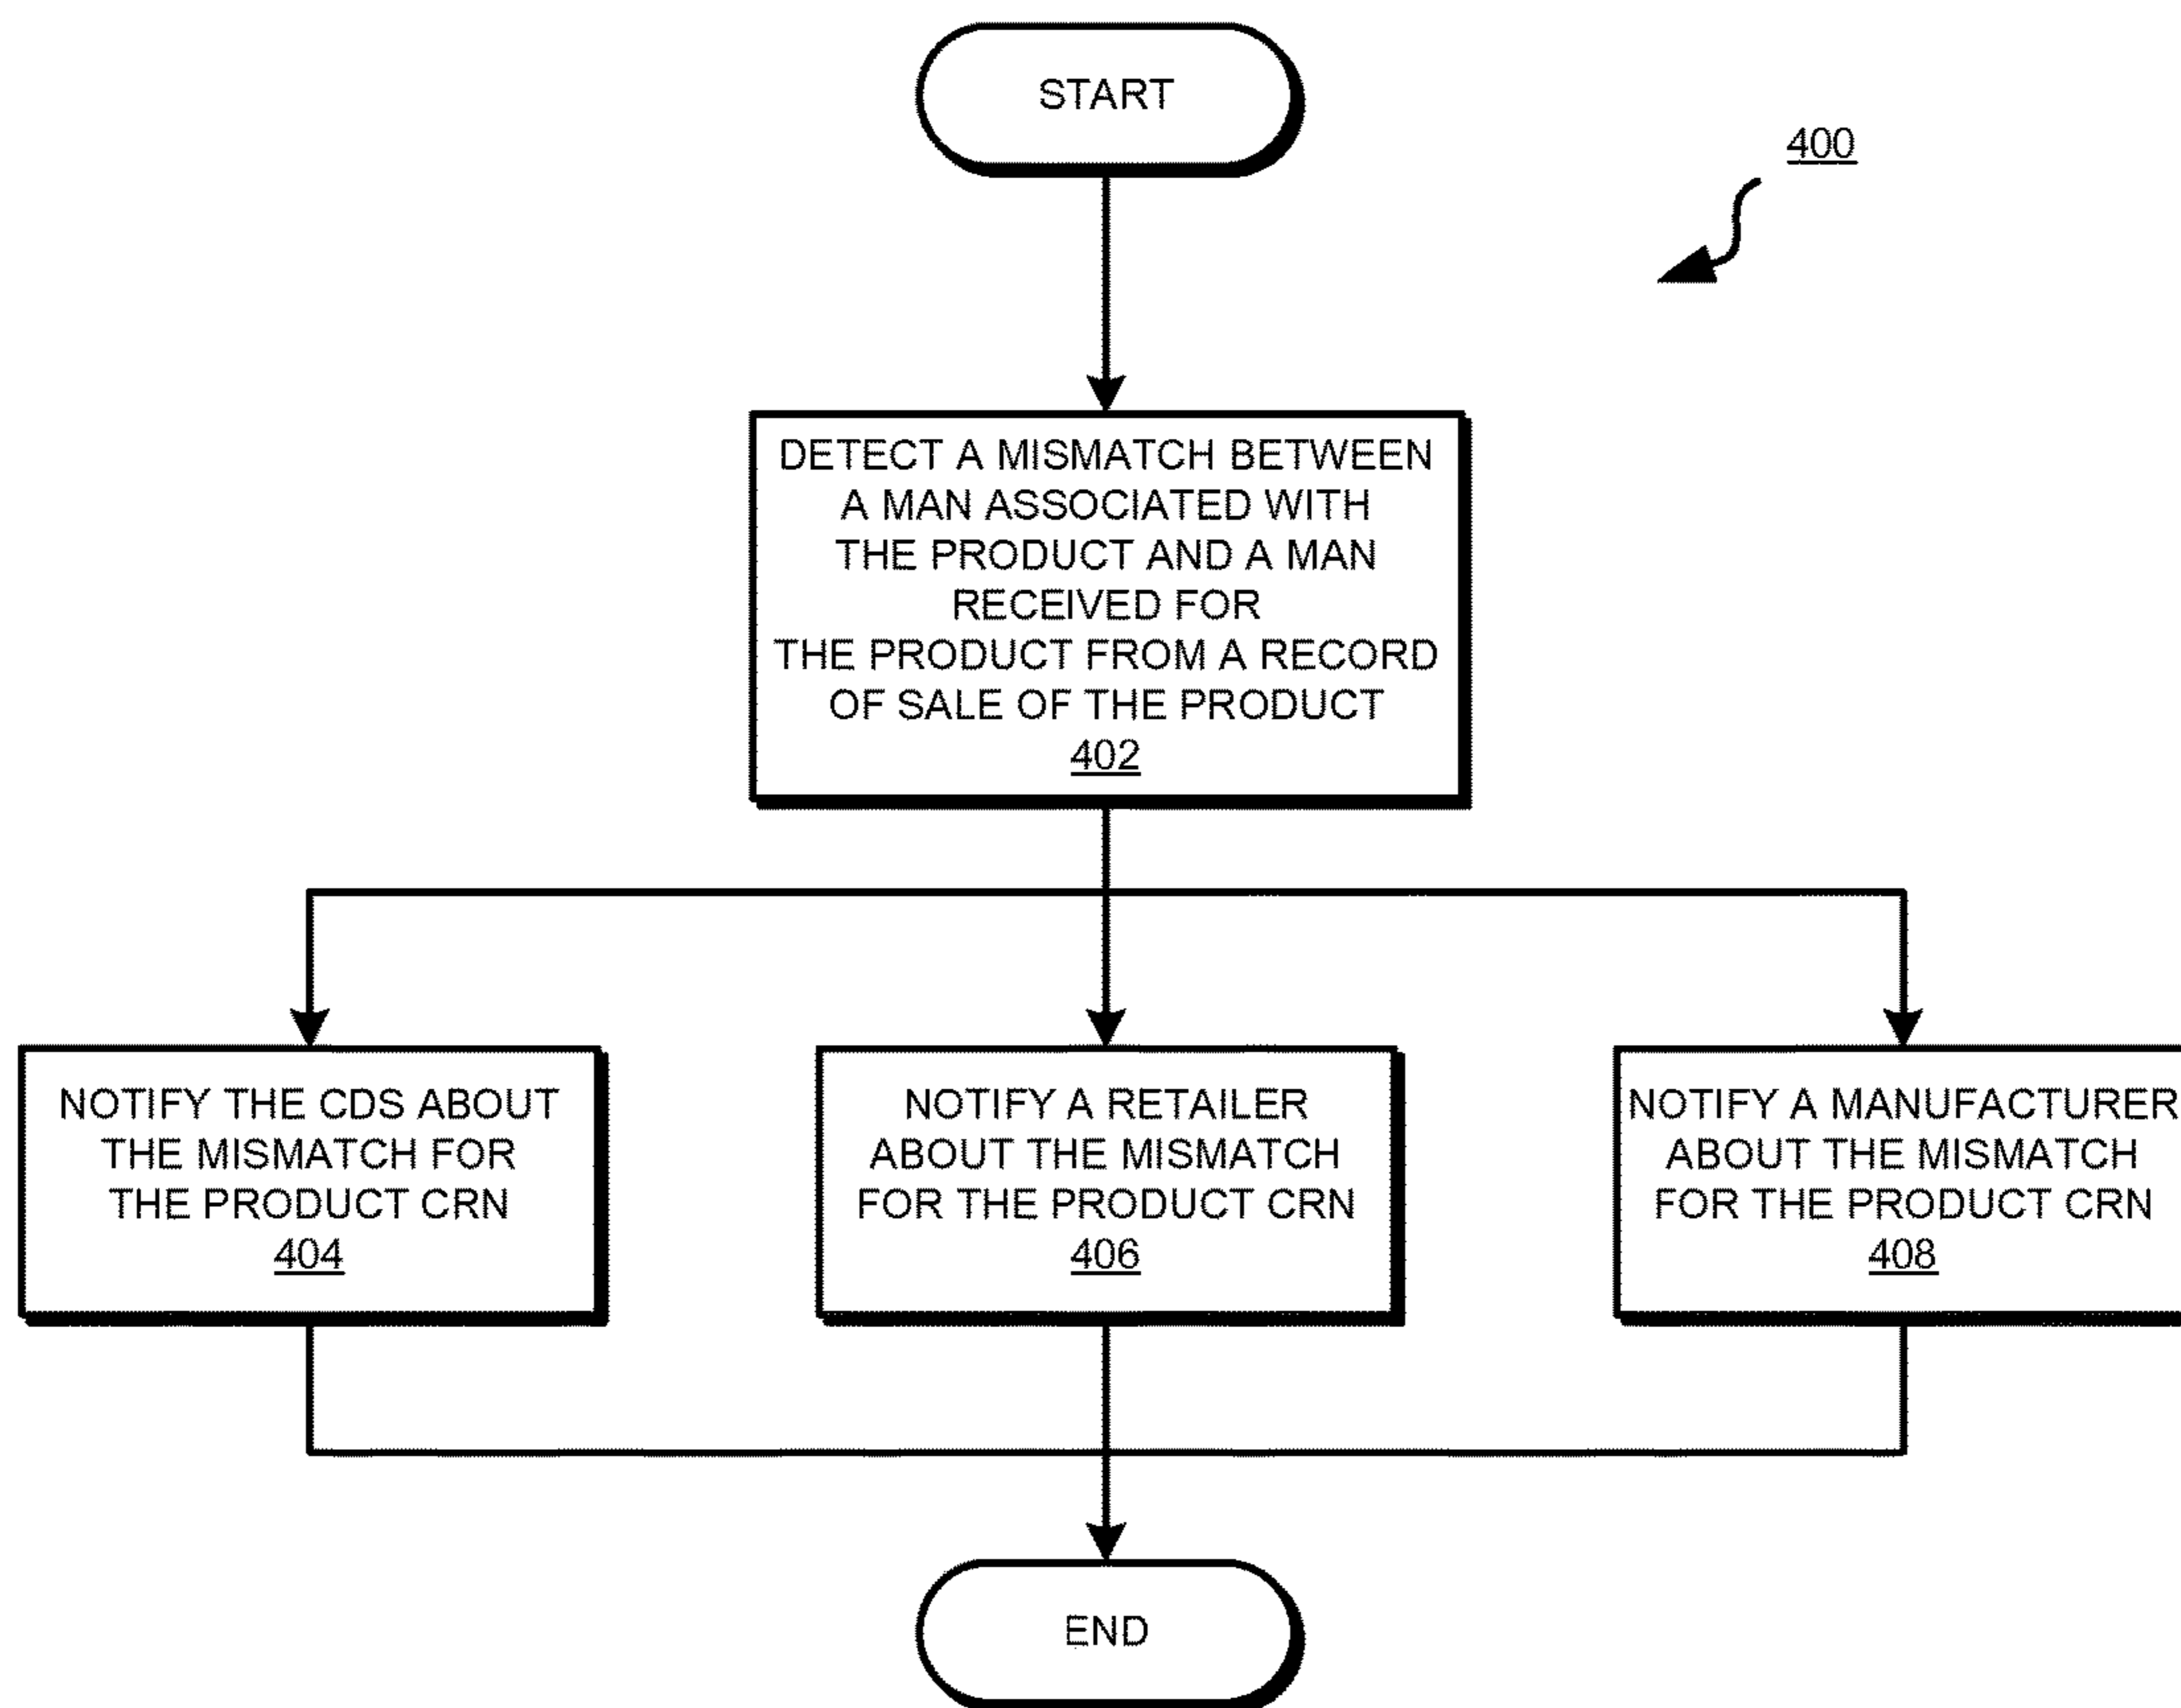 START
400
DETECT A MISMATCH BETWEEN
A MAN ASSOCIATED WITH
THE PRODUCT AND A MAN
RECEIVED FOR
THE PRODUCT FROM A RECORD
OF SALE OF THE PRODUCT
402
NOTIFY THE CDS ABOUT
THE MISMATCH FOR
THE PRODUCT CRN
404
NOTIFY A RETAILER
ABOUT THE MISMATCH
FOR THE PRODUCT CRN
406
NOTIFY A MANUFACTURER
ABOUT THE MISMATCH
FOR THE PRODUCT CRN
408
END